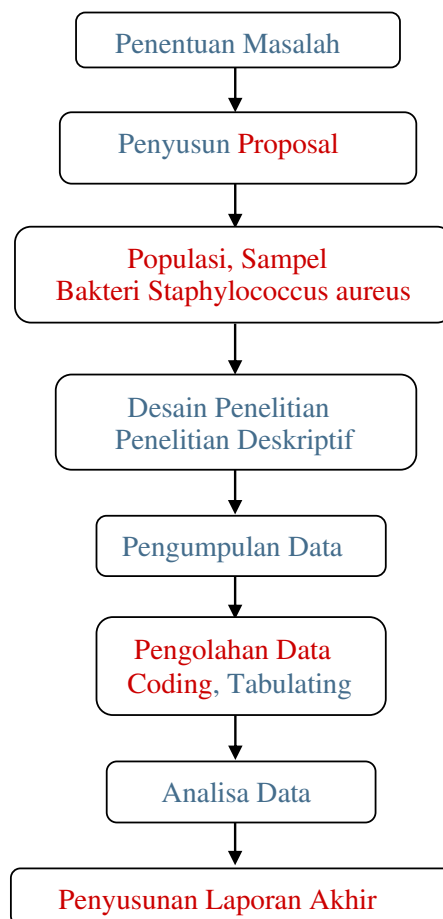 Penentuan Masalah
Penyusun Proposal
Populasi, Sampel
Bakteri Staphylococcus aureus
Desain Penelitian
Penelitian Deskriptif
Pengumpulan Data
Pengolahan Data
Coding, Tabulating
Analisa Data
Penyusunan Laporan Akhir